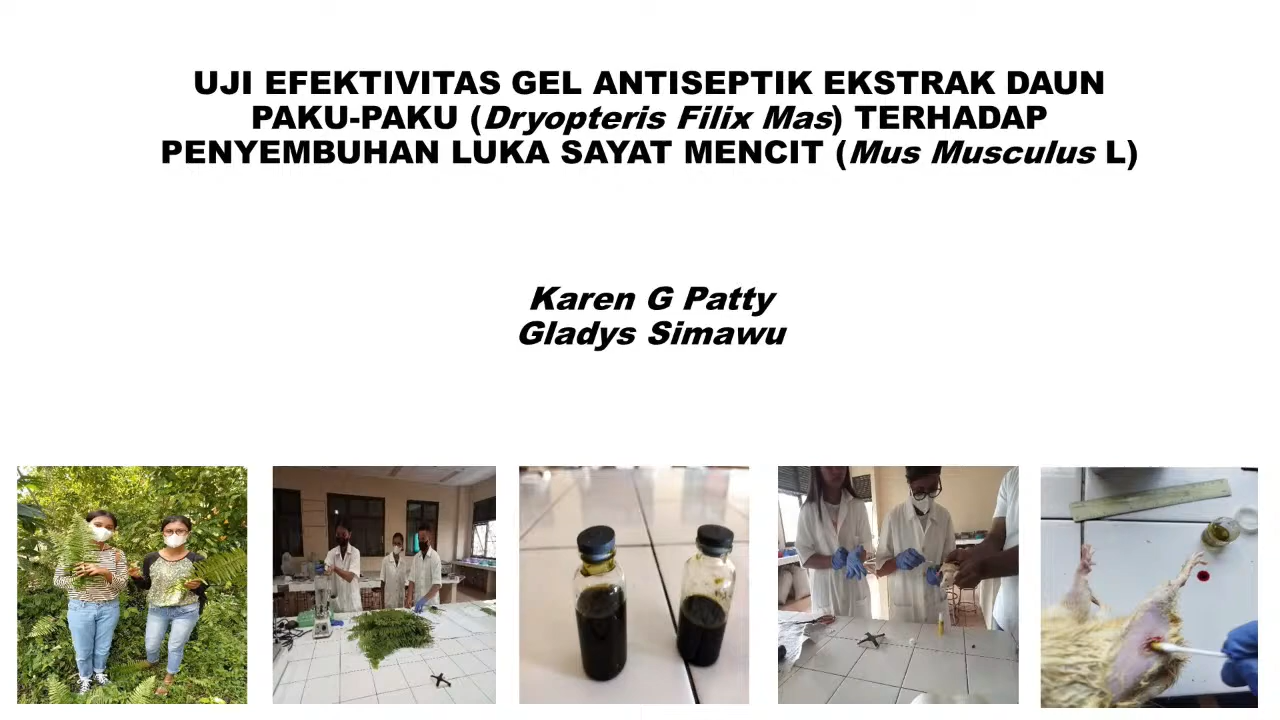 UJI EFEKTIVITAS GEL ANTISEPTIK EKSTRAK DAUN
PAKU-PAKU (Dryopteris Filix Mas) TERHADAP
PENYEMBUHAN LUKA SAYAT MENCIT (Mus Musculus L)
Karen G Patty
Gladys Simawu